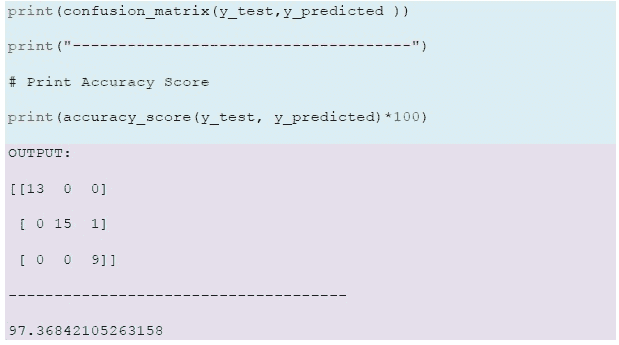 print(confusion_matrix(y_test,y_predicted ))
print("-------------------------------------")
# Print Accuracy Score
print(accuracy_score(y_test, y_predicted)*100)
OUTPUT:
[[13  0  0]
 [ 0 15  1]
 [ 0  0  9]]
-------------------------------------
97.36842105263158